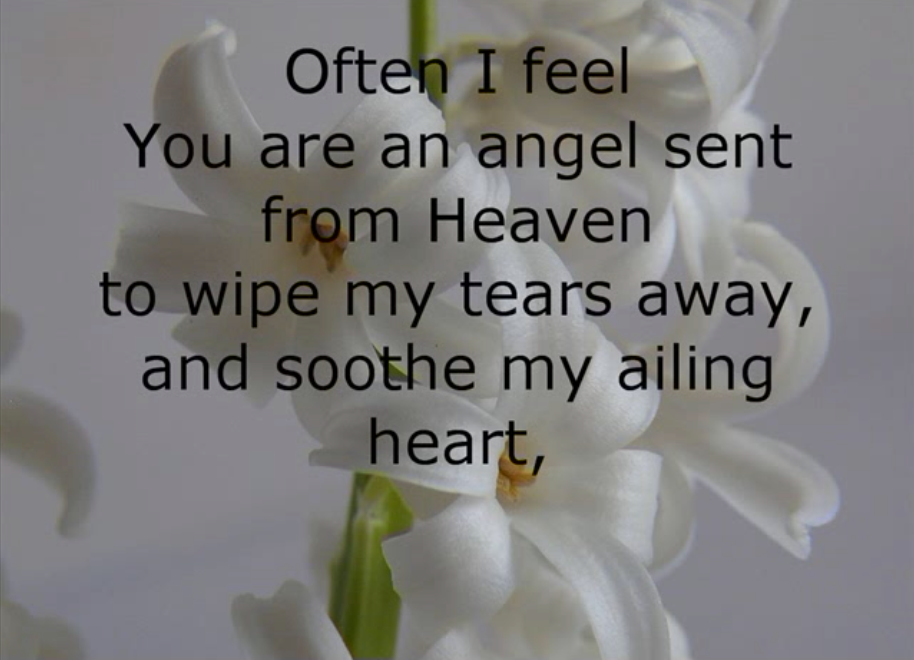 Often I feel
You are an angel sent
from Heaven
to wipe my tears away,
and soothe my ailing
heart,